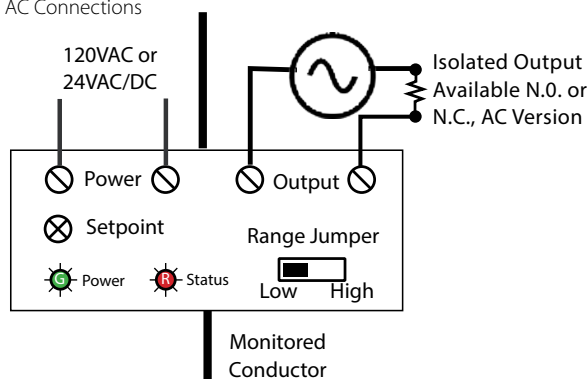 AC Connections
120VAC or
24VAC/DC
Isolated Output
Available N.0. or
N.C., AC Version
Power
Output
Setpoint
Range Jumper
G
Power
R
Status
Low
High
Monitored
Conductor